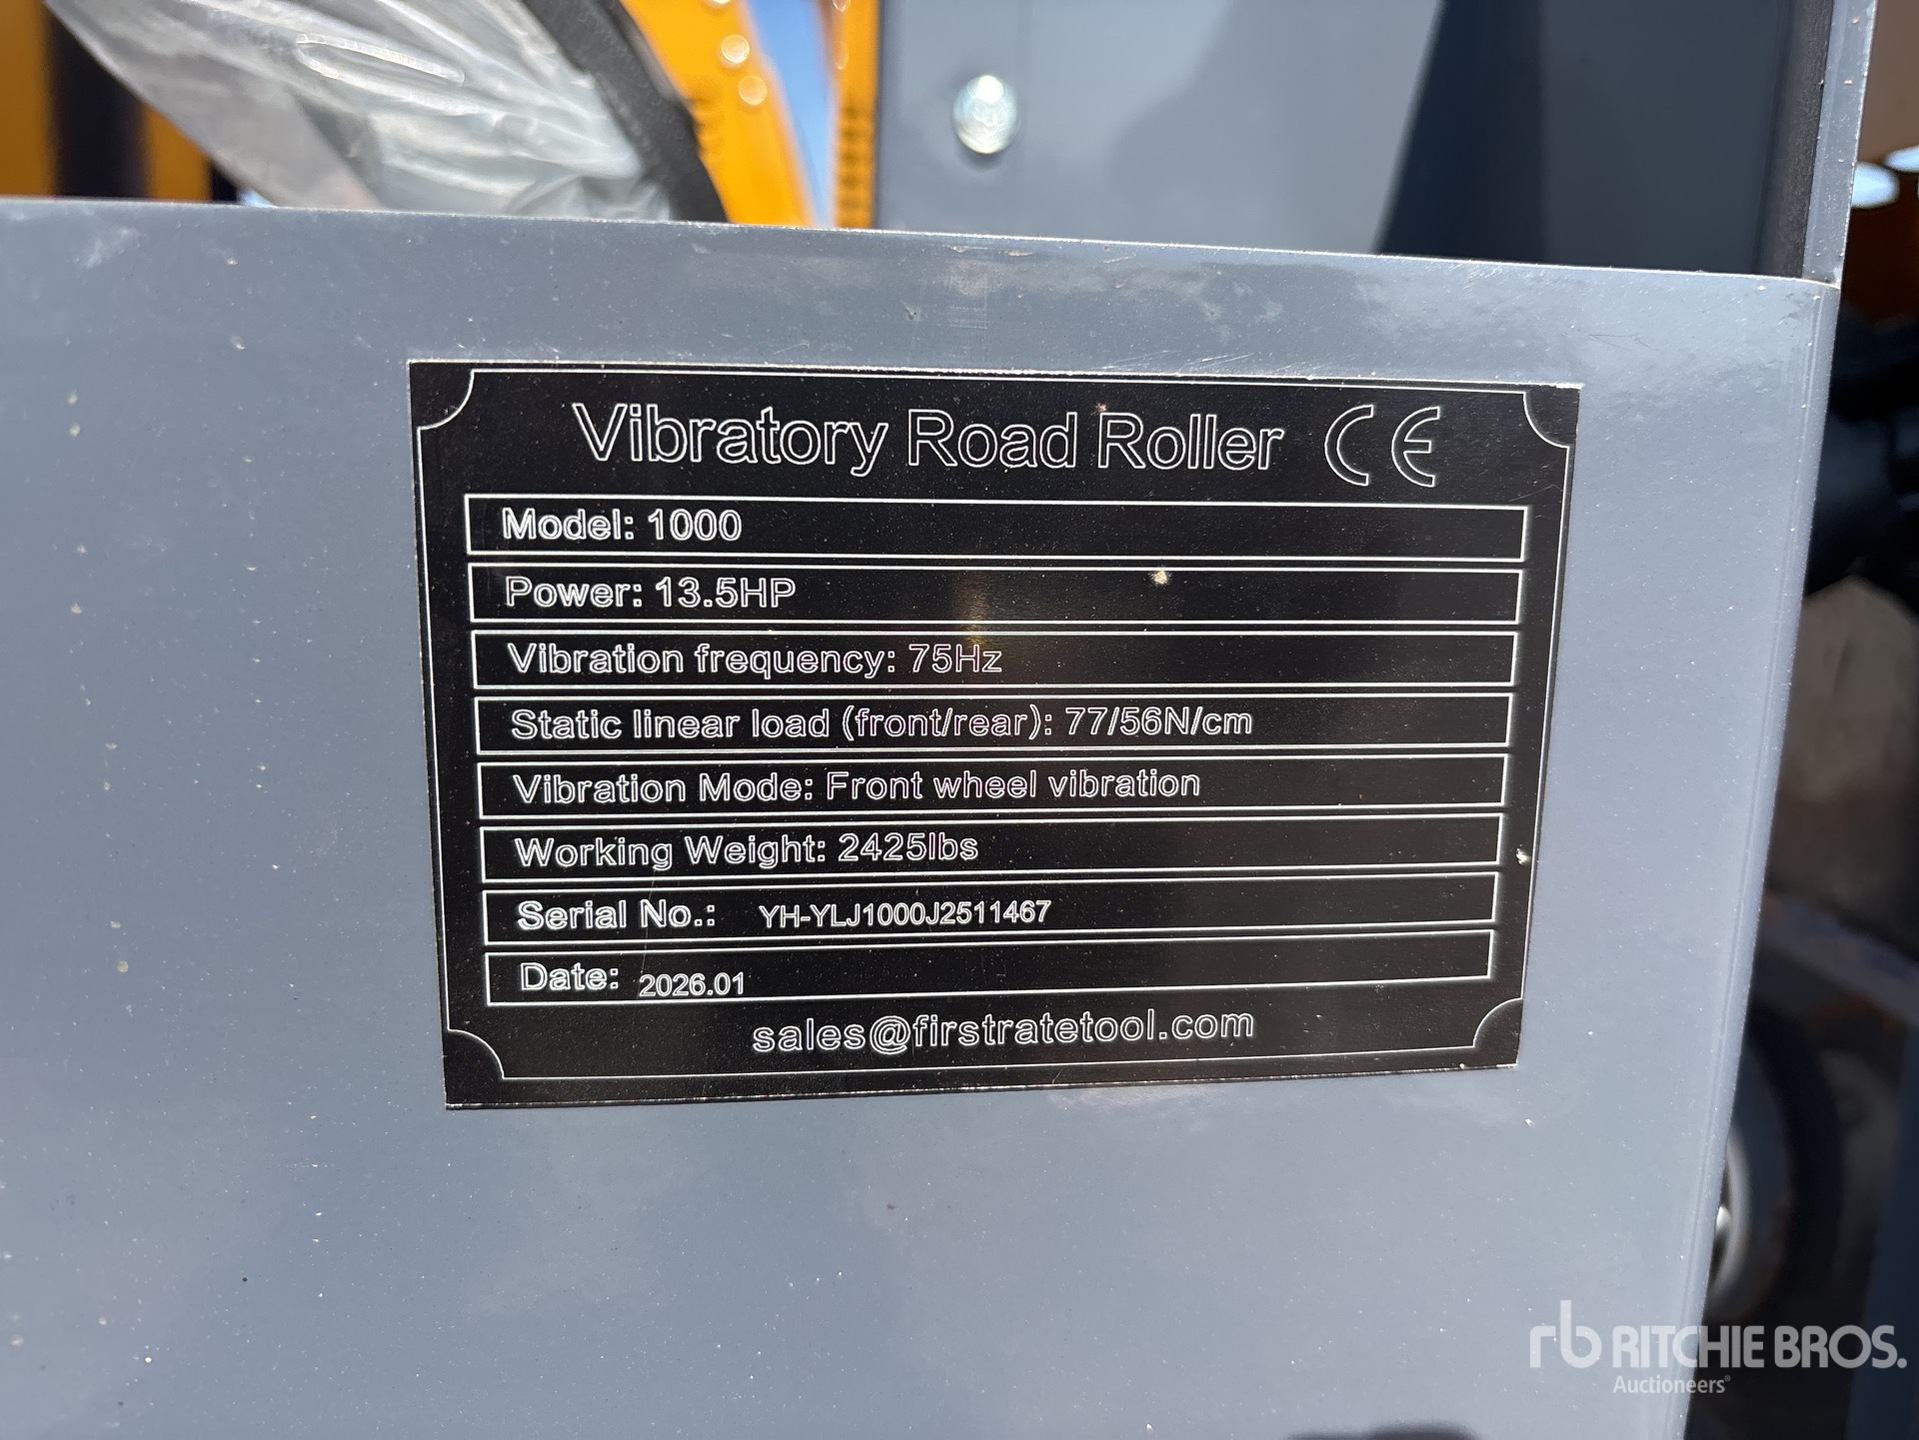 Vibratory Road Roller CE
Model: 1000
Power: 13.5HP
Vibration frequency: 75Hz
Static linear load (front/rear): 77/56N/cm
Vibration Mode: Front wheel vibration
Working Weight: 2425lbs
Serial No.: YH-YLJ1000J2511467
Date: 2026.01
sales@firstratetool.com
rb RITCHIE BROS.
Auctioneers®